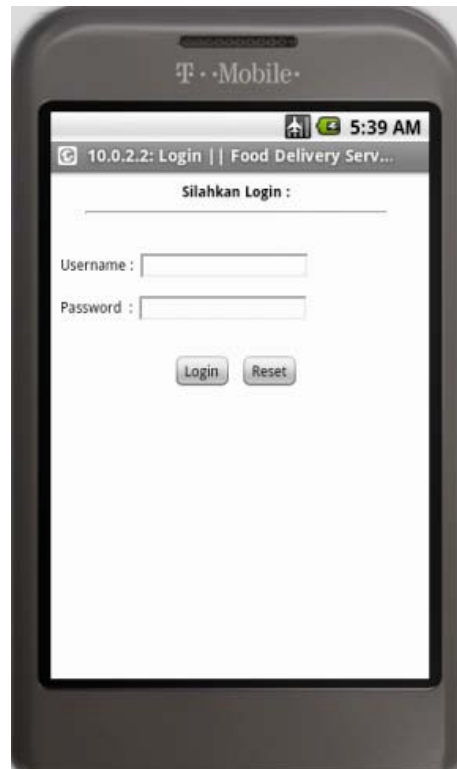 T··Mobile·
5:39 AM
10.0.2.2: Login || Food Delivery Serv...
Silahkan Login :
Username :
Password :
Login Reset